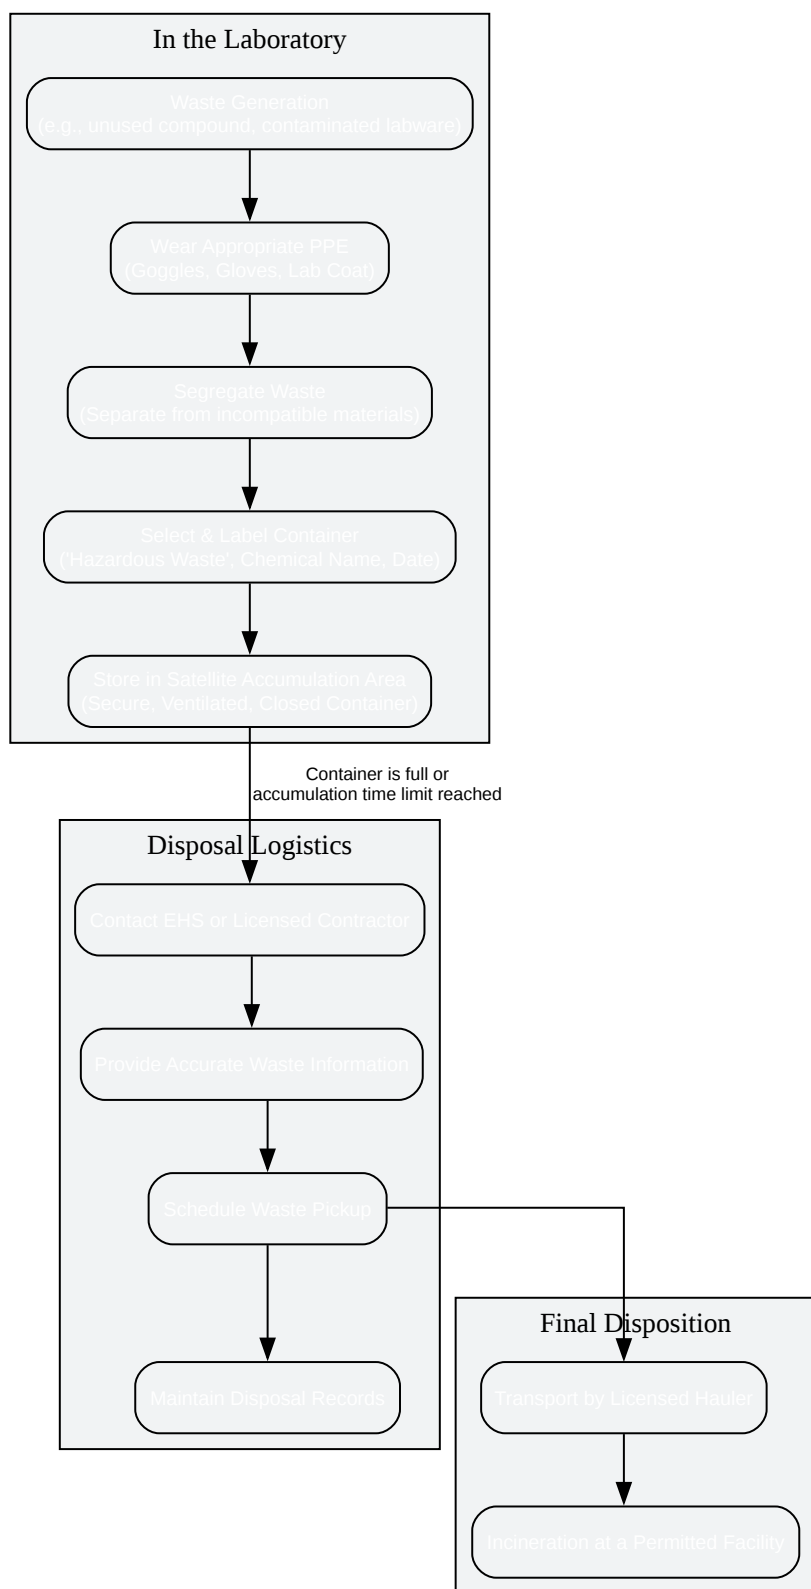 In the Laboratory
Waste Generation
(e.g., unused compound, contaminated labware)
Wear Appropriate PPE
(Goggles, Gloves, Lab Coat)
Segregate Waste
(Separate from incompatible materials)
Select & Label Container
('Hazardous Waste', Chemical Name, Date)
Store in Satellite Accumulation Area
(Secure, Ventilated, Closed Container)
Container is full or
accumulation time limit reached
Disposal Logistics
Contact EHS or Licensed Contractor
Provide Accurate Waste Information
Schedule Waste Pickup
Maintain Disposal Records
Final Disposition
Transport by Licensed Hauler
Incineration at a Permitted Facility